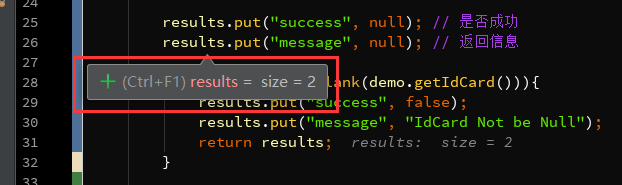 24
25 results.put("success", null); // 是否成功
26 results.put("message", null); // 返回信息
+ (Ctrl+F1) results = size = 2
28 lank(demo.getIdCard())){
29 results.put("success", false);
30 results.put("message", "IdCard Not be Null");
31 return results; results: size = 2
32 }
33